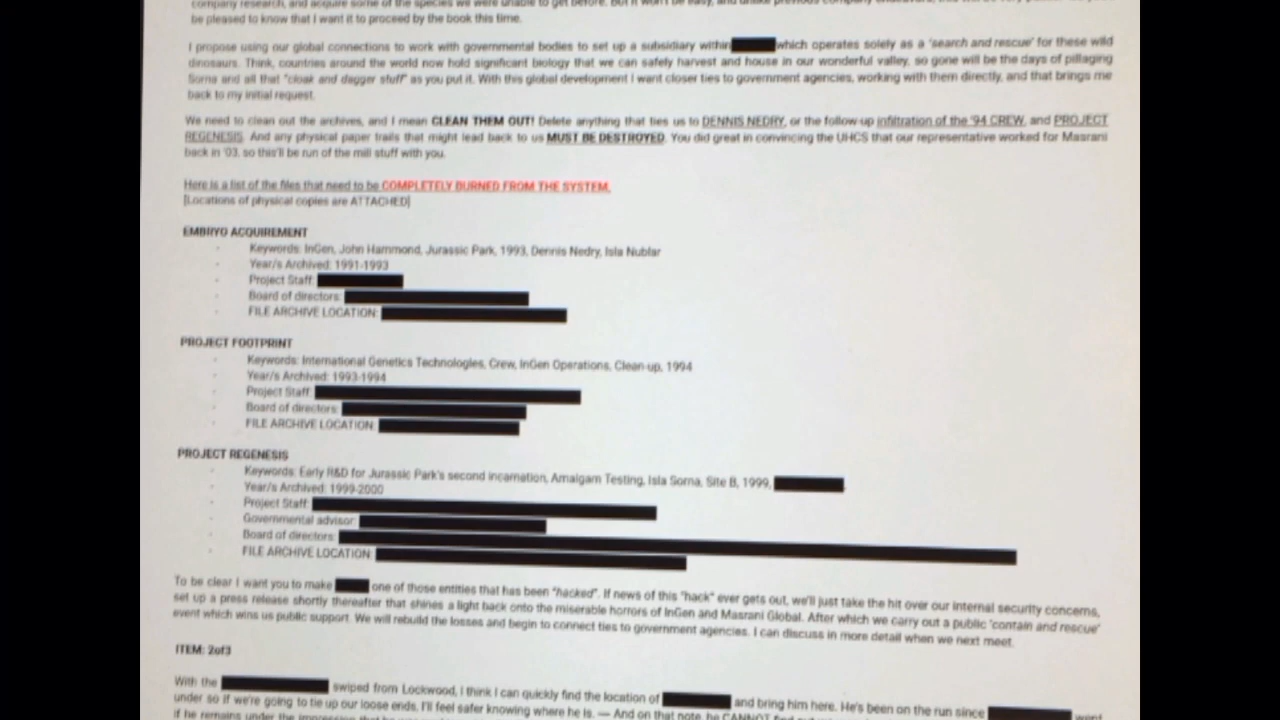 company research, and acquire some of the species we were unable to get before. But it won't be easy, and unlike previous company
be pleased to know that I want it to proceed by the book this time.
I propose using our global connections to work with governmental bodies to set up a subsidiary within which operates solely as a 'search and rescue' for these wild
dinosaurs. Think, countries around the world now hold significant biology that we can safely harvest and house in our wonderful valley, so gone will be the days of pillaging
Sorna and all that "cloak and dagger stuff" as you put it. With this global development I want closer ties to government agencies, working with them directly, and that brings me
back to my initial request.
We need to clean out the archives, and I mean CLEAN THEM OUT! Delete anything that ties us to DENNIS NEDRY, or the follow-up infiltration of the '94 CREW, and PROJECT
REGENESIS. And any physical paper trails that might lead back to us MUST BE DESTROYED. You did great in convincing the UHCS that our representative worked for Masrani
back in '03, so this'll be run of the mill stuff with you.
Here is a list of the files that need to be COMPLETELY BURNED FROM THE SYSTEM.
[Locations of physical copies are ATTACHED]
EMBRYO ACQUIREMENT
- Keywords: InGen, John Hammond, Jurassic Park, 1993, Dennis Nedry, Isla Nublar
- Year/s Archived: 1991-1993
- Project Staff:
- Board of directors:
- FILE ARCHIVE LOCATION:
PROJECT FOOTPRINT
- Keywords: International Genetics Technologies, Crew, InGen Operations, Clean-up, 1994
- Year/s Archived: 1993-1994
- Project Staff:
- Board of directors:
- FILE ARCHIVE LOCATION:
PROJECT REGENESIS
- Keywords: Early R&D for Jurassic Park's second incarnation, Amalgam Testing, Isla Sorna, Site B, 1999,
- Year/s Archived: 1999-2000
- Project Staff:
- Governmental advisor:
- Board of directors:
- FILE ARCHIVE LOCATION:
To be clear I want you to make one of those entities that has been "hacked". If news of this "hack" ever gets out, we'll just take the hit over our internal security concerns,
set up a press release shortly thereafter that shines a light back onto the miserable horrors of InGen and Masrani Global. After which we carry out a public 'contain and rescue'
event which wins us public support. We will rebuild the losses and begin to connect ties to government agencies. I can discuss in more detail when we next meet.
ITEM: 2of3
With the swiped from Lockwood, I think I can quickly find the location of and bring him here. He's been on the run since went
under so if we're going to tie up our loose ends, I'll feel safer knowing where he is. — And on that note, he CANNOT find
if he remains under the impression that he